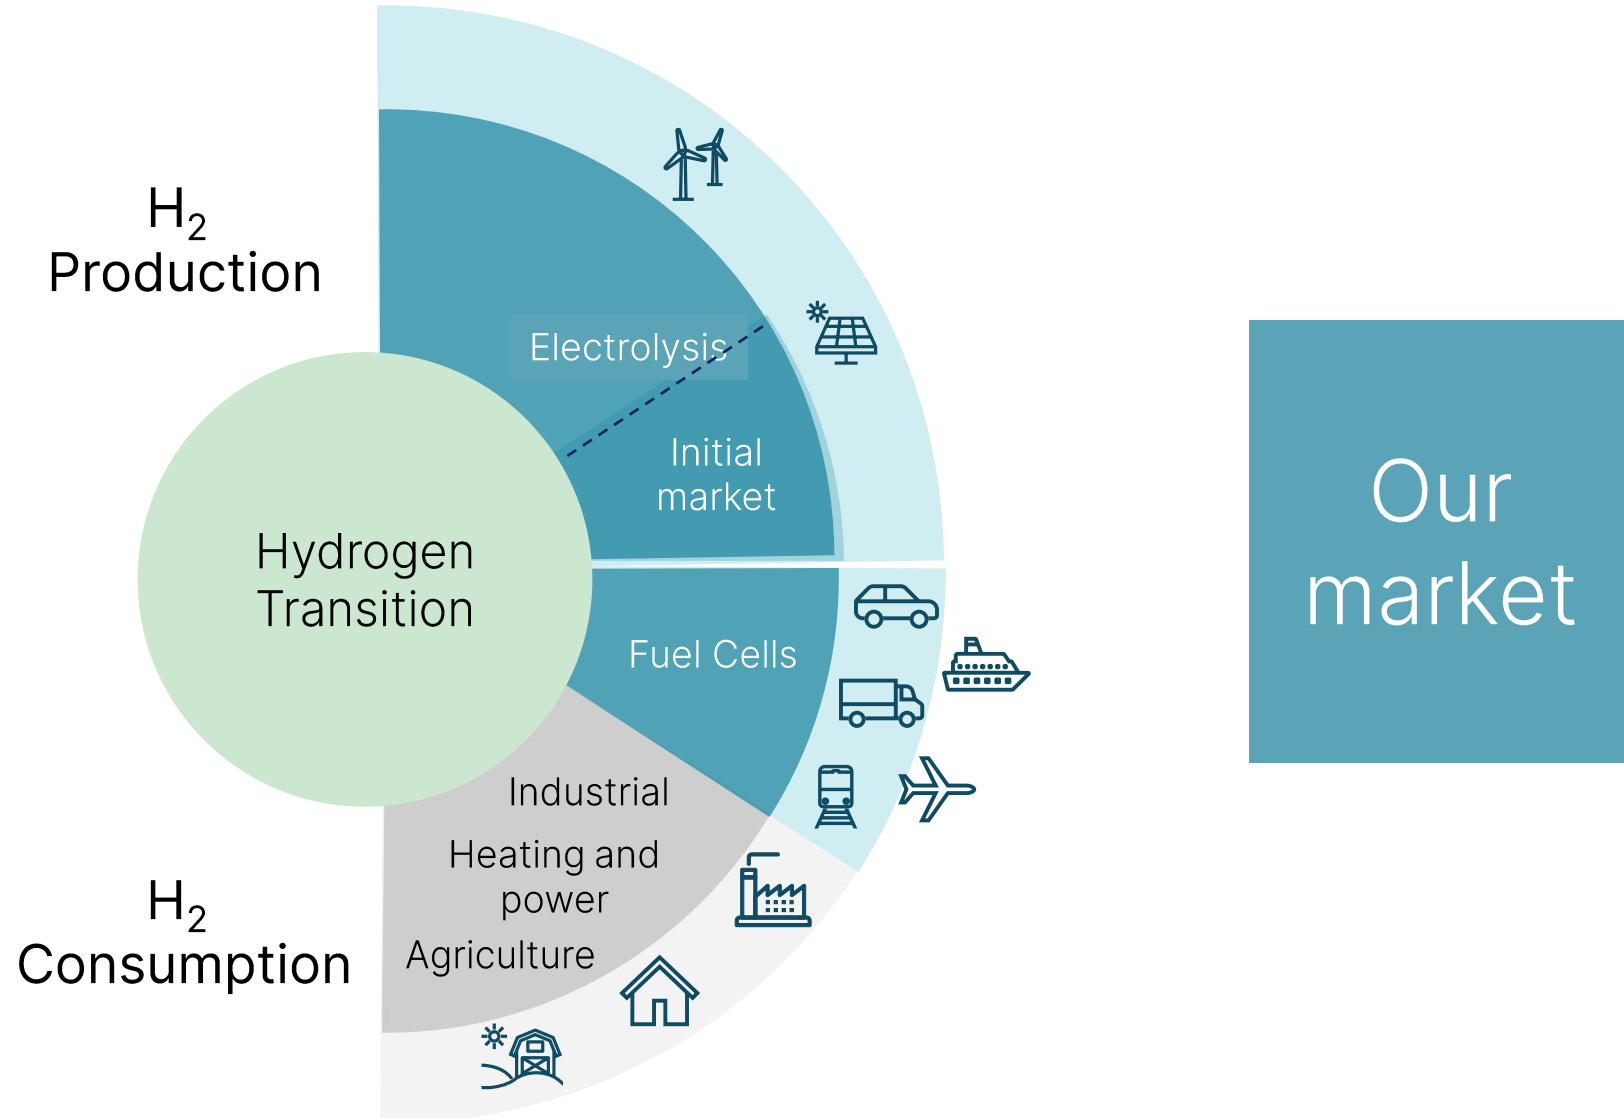 H₂
Production
Electrolysis
Initial
market
Hydrogen
Transition
Our
market
Fuel Cells
Industrial
Heating and
power
Agriculture
H₂
Consumption